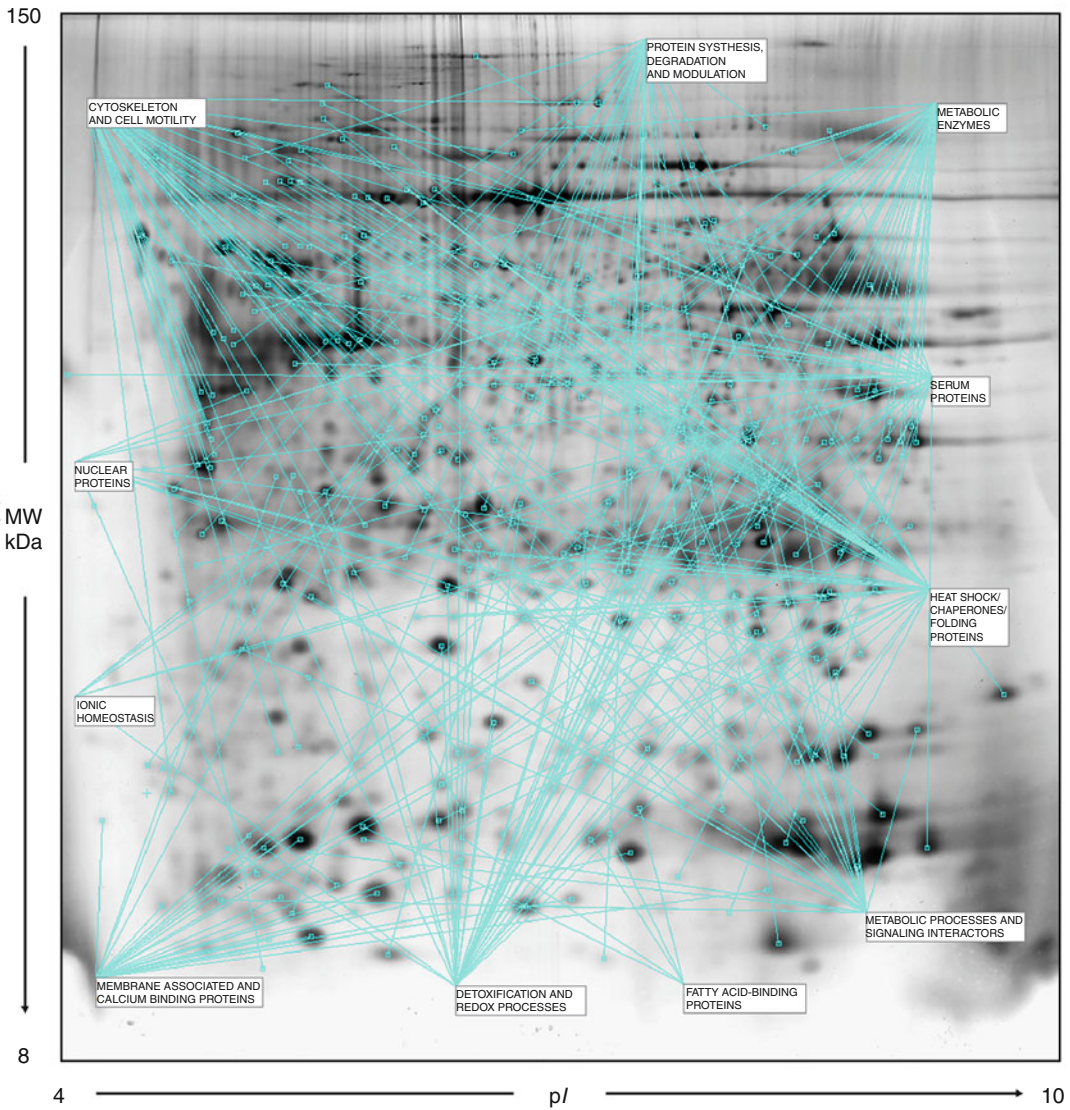 150
PROTEIN SYSTHESIS,
DEGRADATION
AND MODULATION
CYTOSKELETON
AND CELL MOTILITY
METABOLIC
ENZYMES
SERUM
PROTEINS
NUCLEAR
PROTEINS
MW
kDa
HEAT SHOCK/
CHAPERONES/
FOLDING
PROTEINS
IONIC
HOMEOSTASIS
METABOLIC PROCESSES AND
SIGNALING INTERACTORS
MEMBRANE ASSOCIATED AND
CALCIUM BINDING PROTEINS
DETOXIFICATION AND
REDOX PROCESSES
FATTY ACID-BINDING
PROTEINS
8
4 pI 10